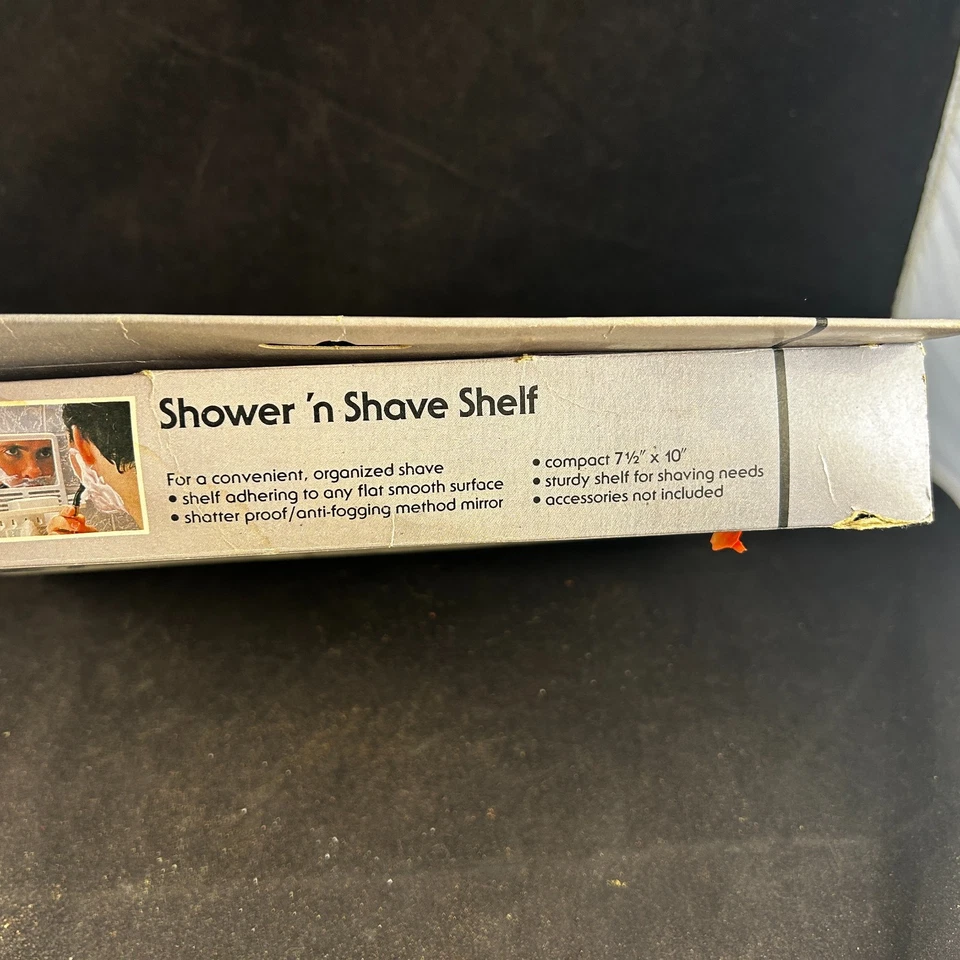 Shower 'n Shave Shelf
For a convenient, organized shave
• shelf adhering to any flat smooth surface
• shatter proof/anti-fogging method mirror
• compact 7½" x 10"
• sturdy shelf for shaving needs
• accessories not included